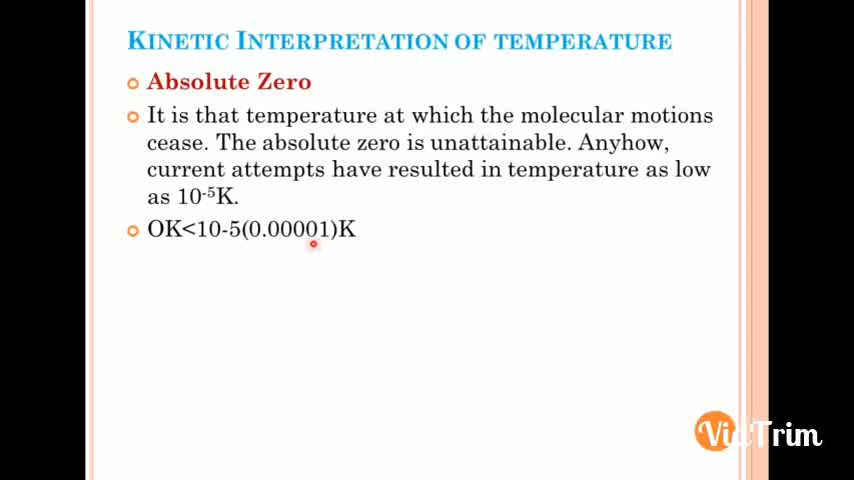 KINETIC INTERPRETATION OF TEMPERATURE
Absolute Zero
It is that temperature at which the molecular motions
cease. The absolute zero is unattainable. Anyhow,
current attempts have resulted in temperature as low
as 10⁻⁵K.
OK<10-5(0.00001)K
VidTrim